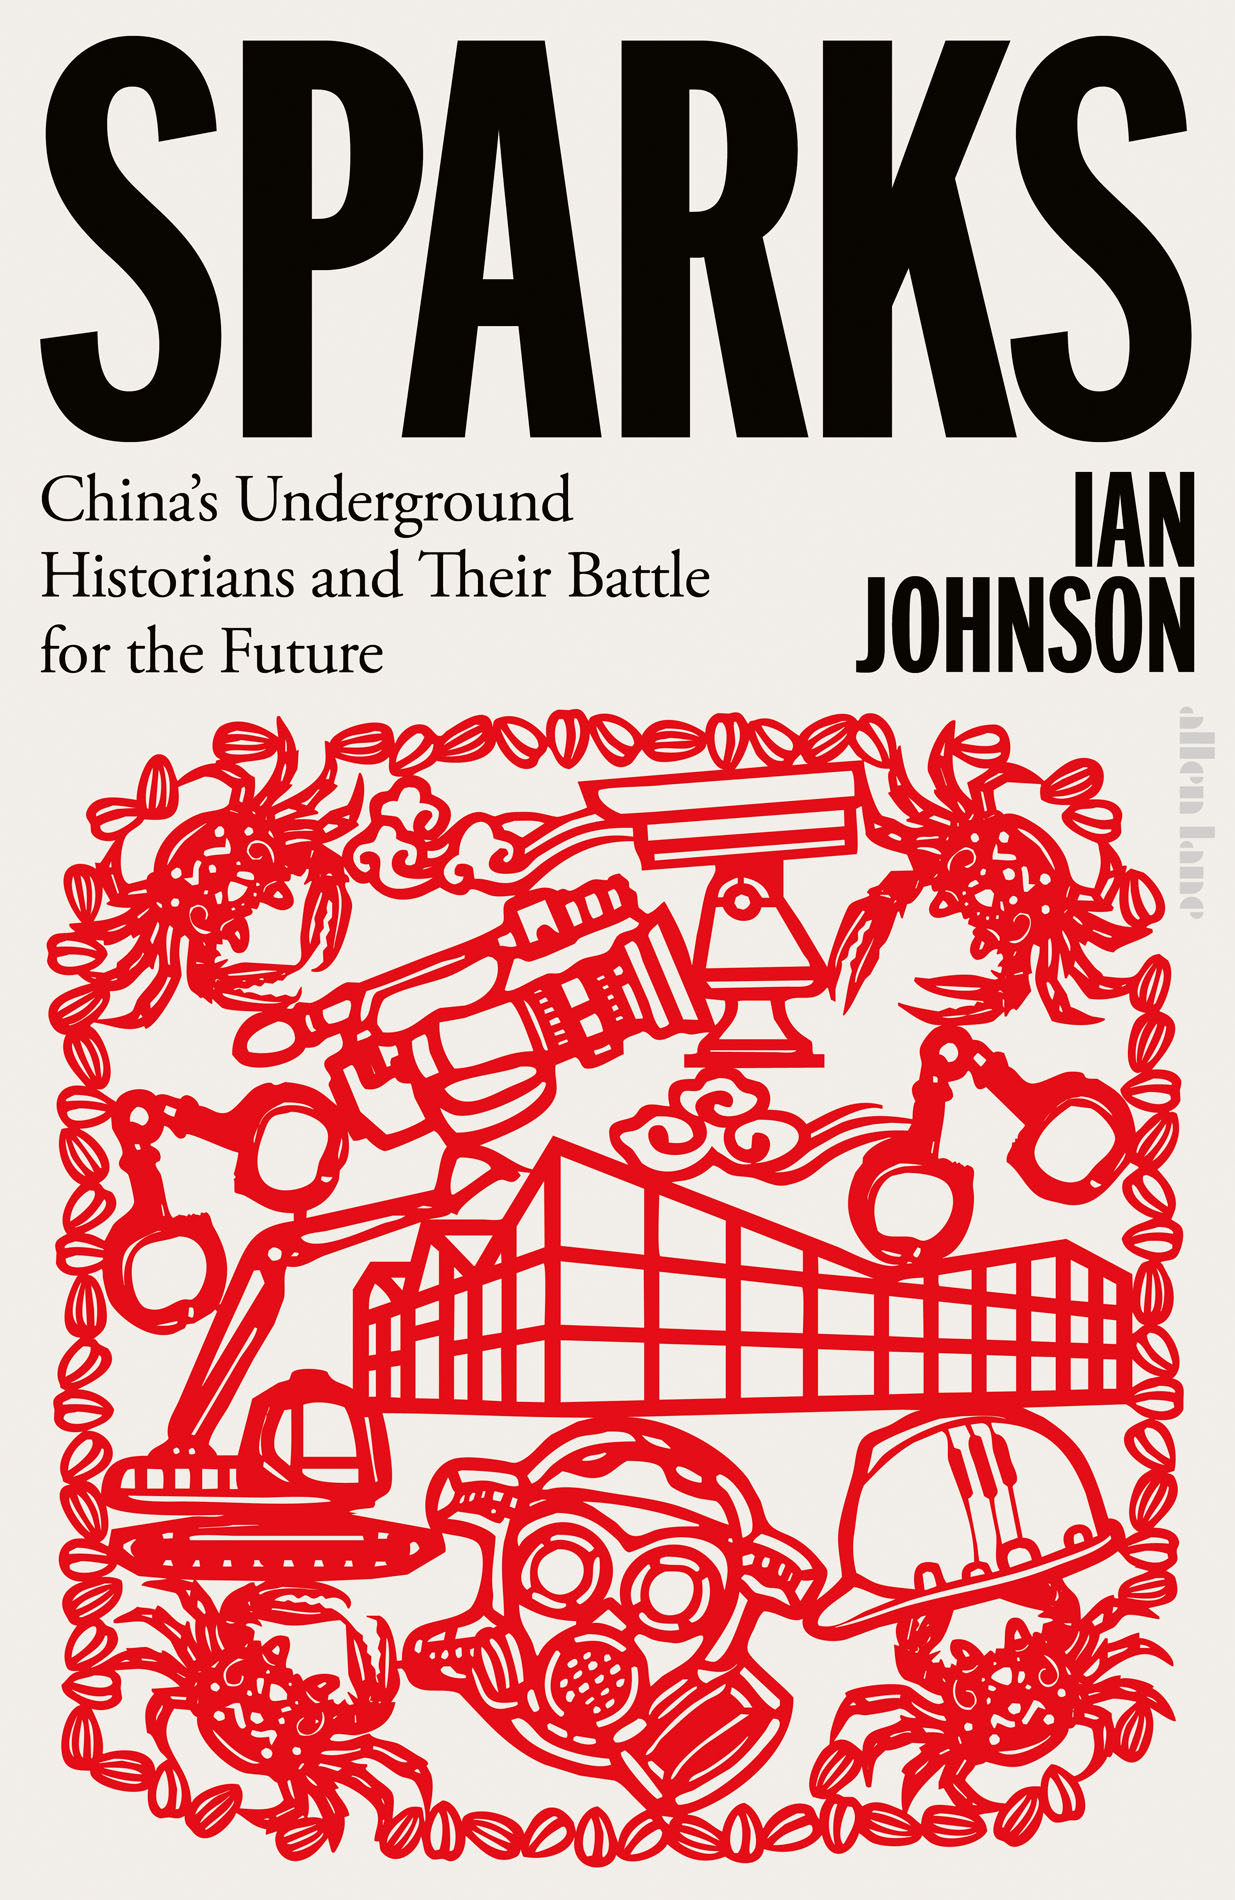 SPARKS
China’s Underground
Historians and Their Battle
for the Future
IAN
JOHNSON
allen lane